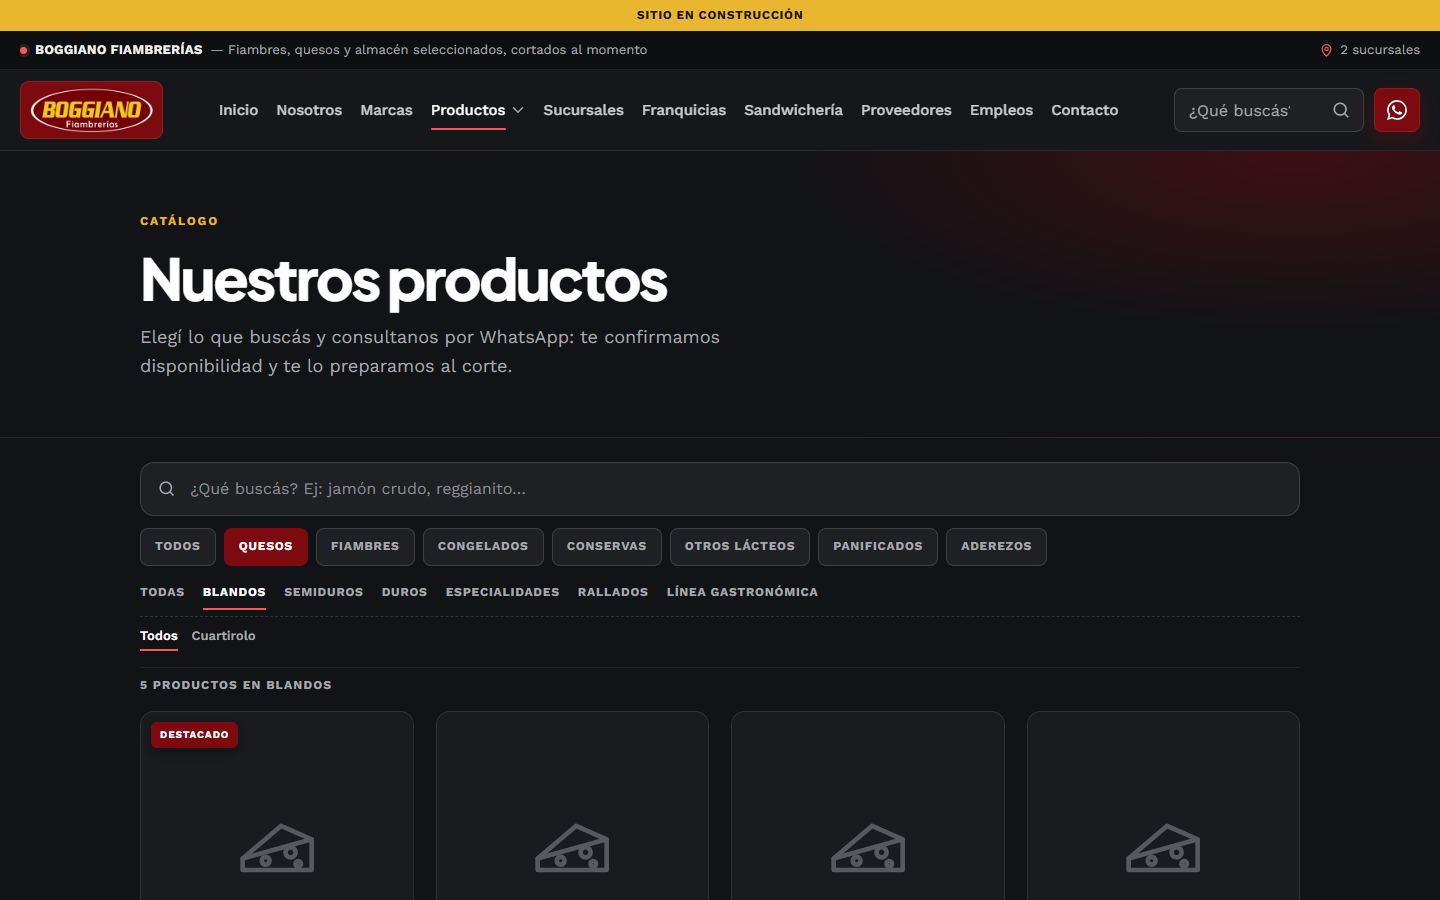 SITIO EN CONSTRUCCIÓN
BOGGIANO FIAMBRERÍAS — Fiambres, quesos y almacén seleccionados, cortados al momento
2 sucursales
BOGGIANO
Fiambrerías
Inicio Nosotros Marcas Productos Sucursales Franquicias Sandwichería Proveedores Empleos Contacto
¿Qué buscás
CATÁLOGO
Nuestros productos
Elegí lo que buscás y consultanos por WhatsApp: te confirmamos
disponibilidad y te lo preparamos al corte.
¿Qué buscás? Ej: jamón crudo, reggianito...
TODOS QUESOS FIAMBRES CONGELADOS CONSERVAS OTROS LÁCTEOS PANIFICADOS ADEREZOS
TODAS BLANDOS SEMIDUROS DUROS ESPECIALIDADES RALLADOS LÍNEA GASTRONÓMICA
Todos Cuartirolo
5 PRODUCTOS EN BLANDOS
DESTACADO